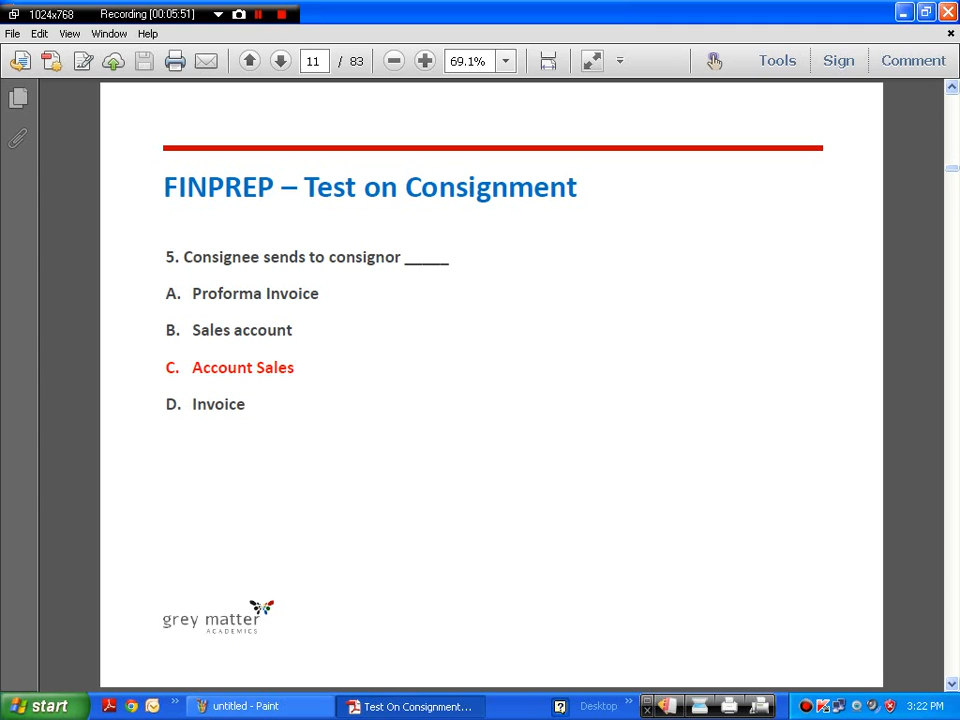 1024x768 Recording [00:05:51]
File Edit View Window Help
11 / 83 69.1% Tools Sign Comment
FINPREP – Test on Consignment
5. Consignee sends to consignor _____
A. Proforma Invoice
B. Sales account
C. Account Sales
D. Invoice
grey matter
ACADEMICS
start untitled - Paint Test On Consignment... Desktop 3:22 PM